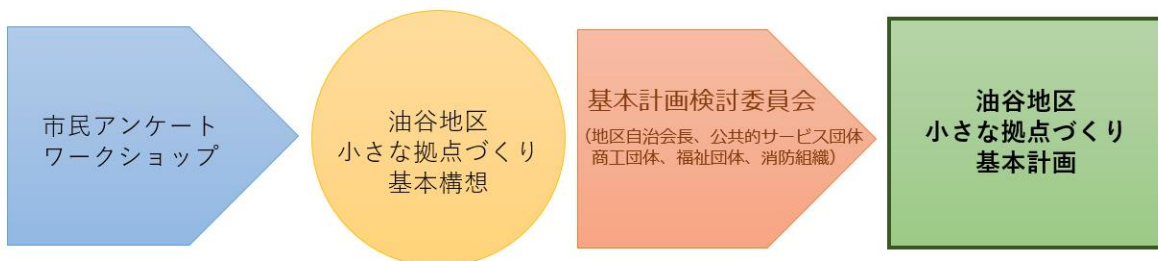 市民アンケート
ワークショップ
油谷地区
小さな拠点づくり
基本構想
基本計画検討委員会
（地区自治会長、公共的サービス団体
商工団体、福祉団体、消防組織）
油谷地区
小さな拠点づくり
基本計画